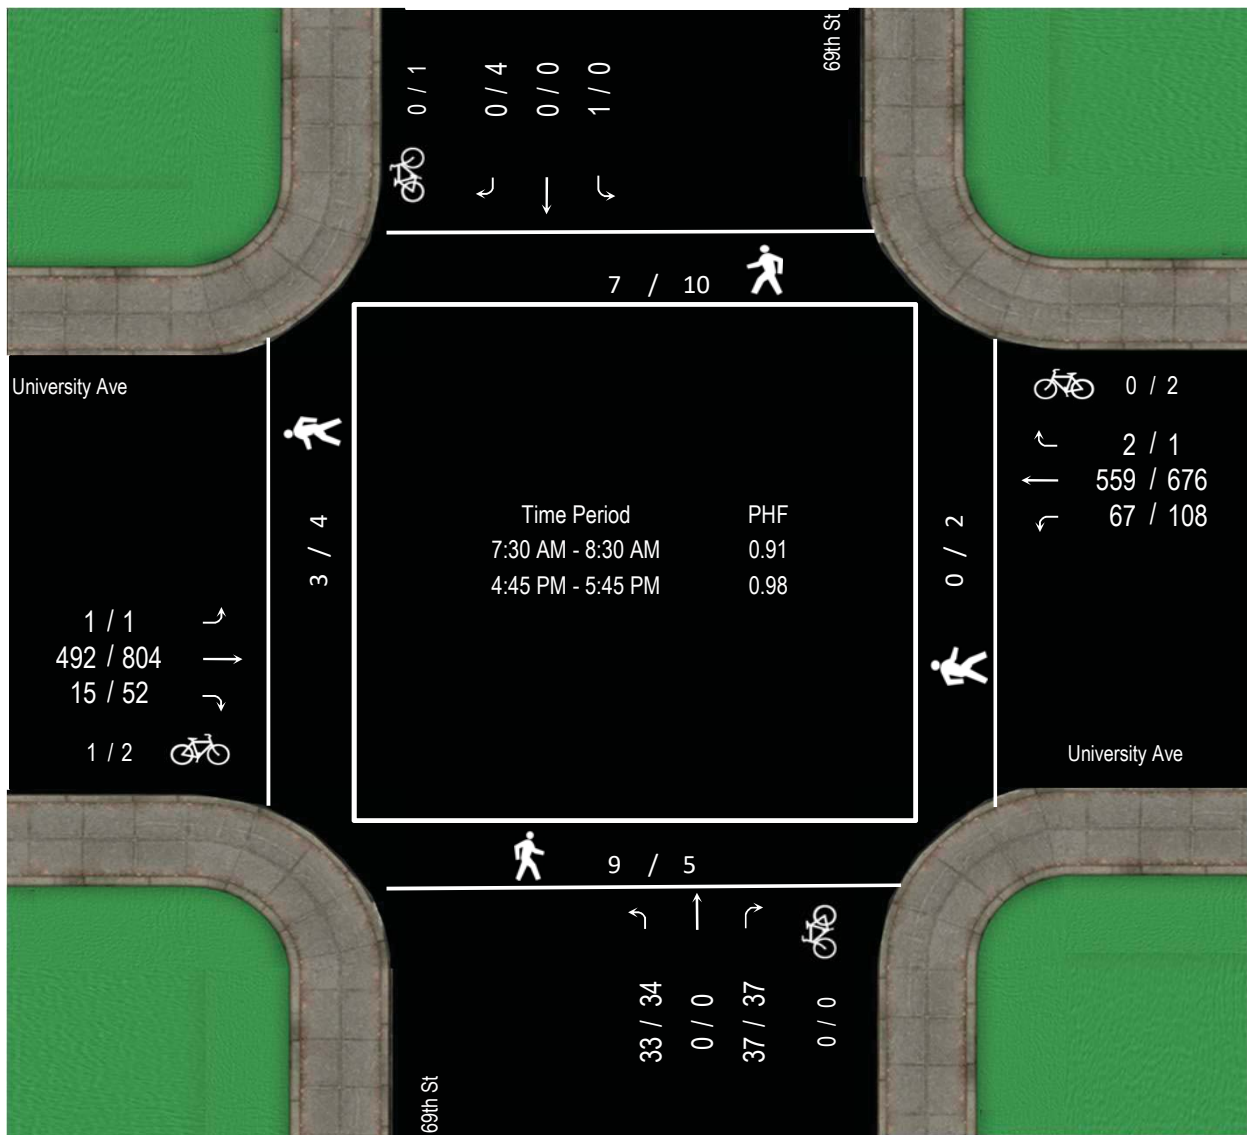 69th St
0 / 1
0 / 4
0 / 0
1 / 0
7 / 10
University Ave
0 / 2
2 / 1
559 / 676
67 / 108
3 / 4
Time Period PHF
7:30 AM - 8:30 AM 0.91
4:45 PM - 5:45 PM 0.98
0 / 2
1 / 1
492 / 804
15 / 52
1 / 2
University Ave
9 / 5
33 / 34
0 / 0
37 / 37
0 / 0
69th St